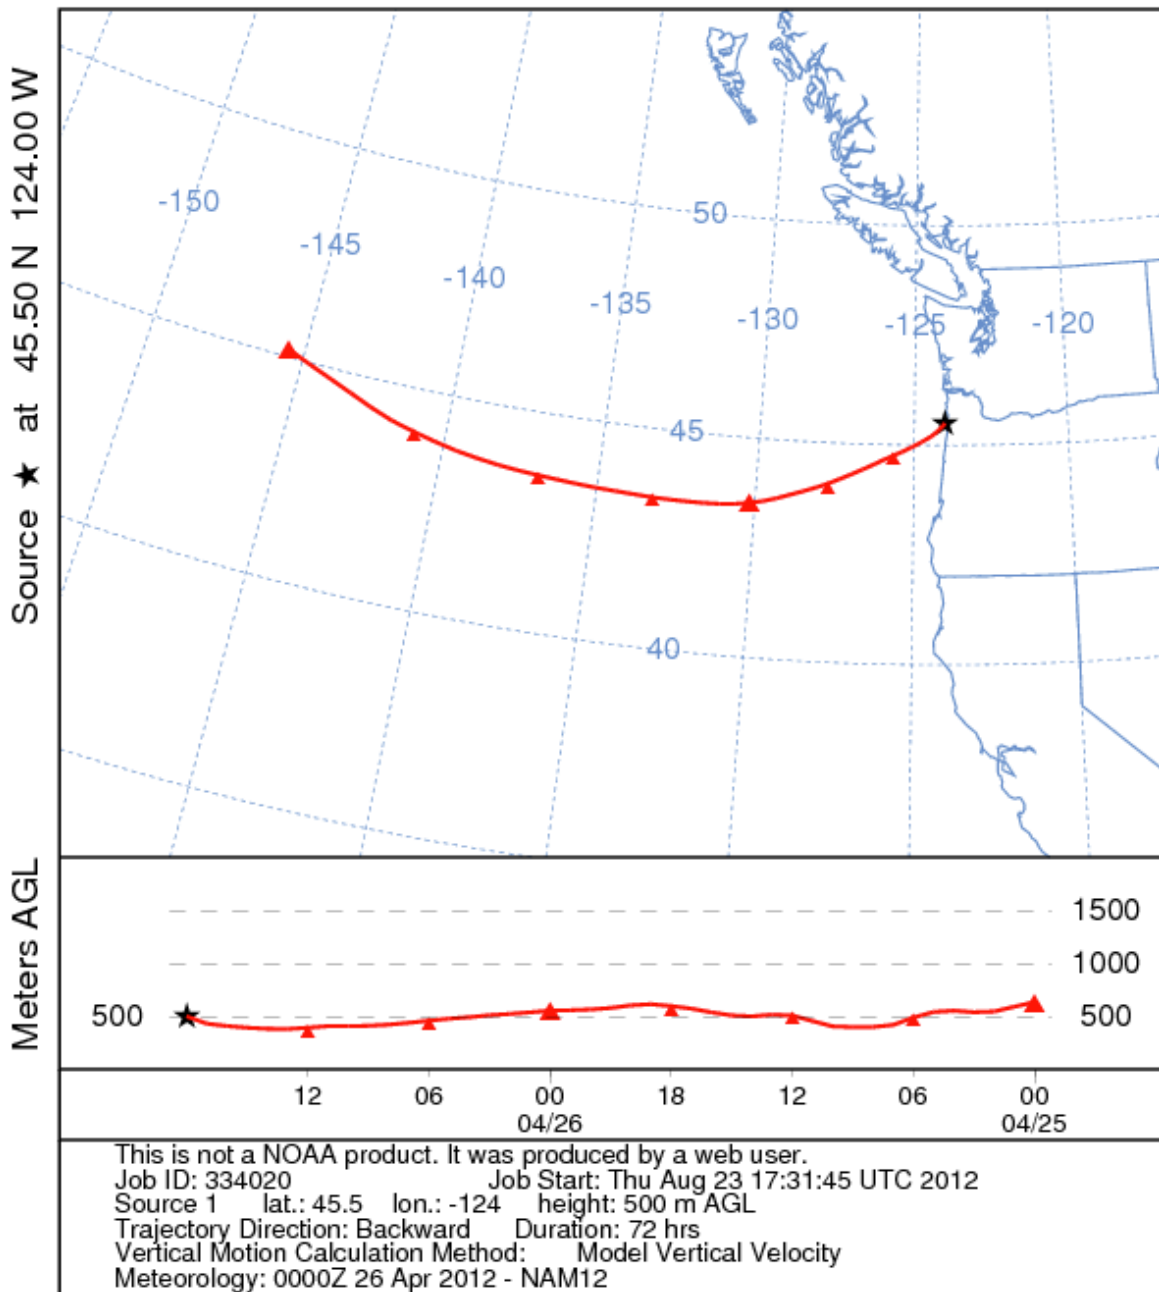 Source ★ at 45.50 N 124.00 W
-150
-145
-140
-135
-130
-125
-120
50
45
40
Meters AGL
1500
1000
500
500
12 06 00 18 12 06 00
04/26 04/25
This is not a NOAA product. It was produced by a web user.
Job ID: 334020 Job Start: Thu Aug 23 17:31:45 UTC 2012
Source 1 lat.: 45.5 lon.: -124 height: 500 m AGL
Trajectory Direction: Backward Duration: 72 hrs
Vertical Motion Calculation Method: Model Vertical Velocity
Meteorology: 0000Z 26 Apr 2012 - NAM12